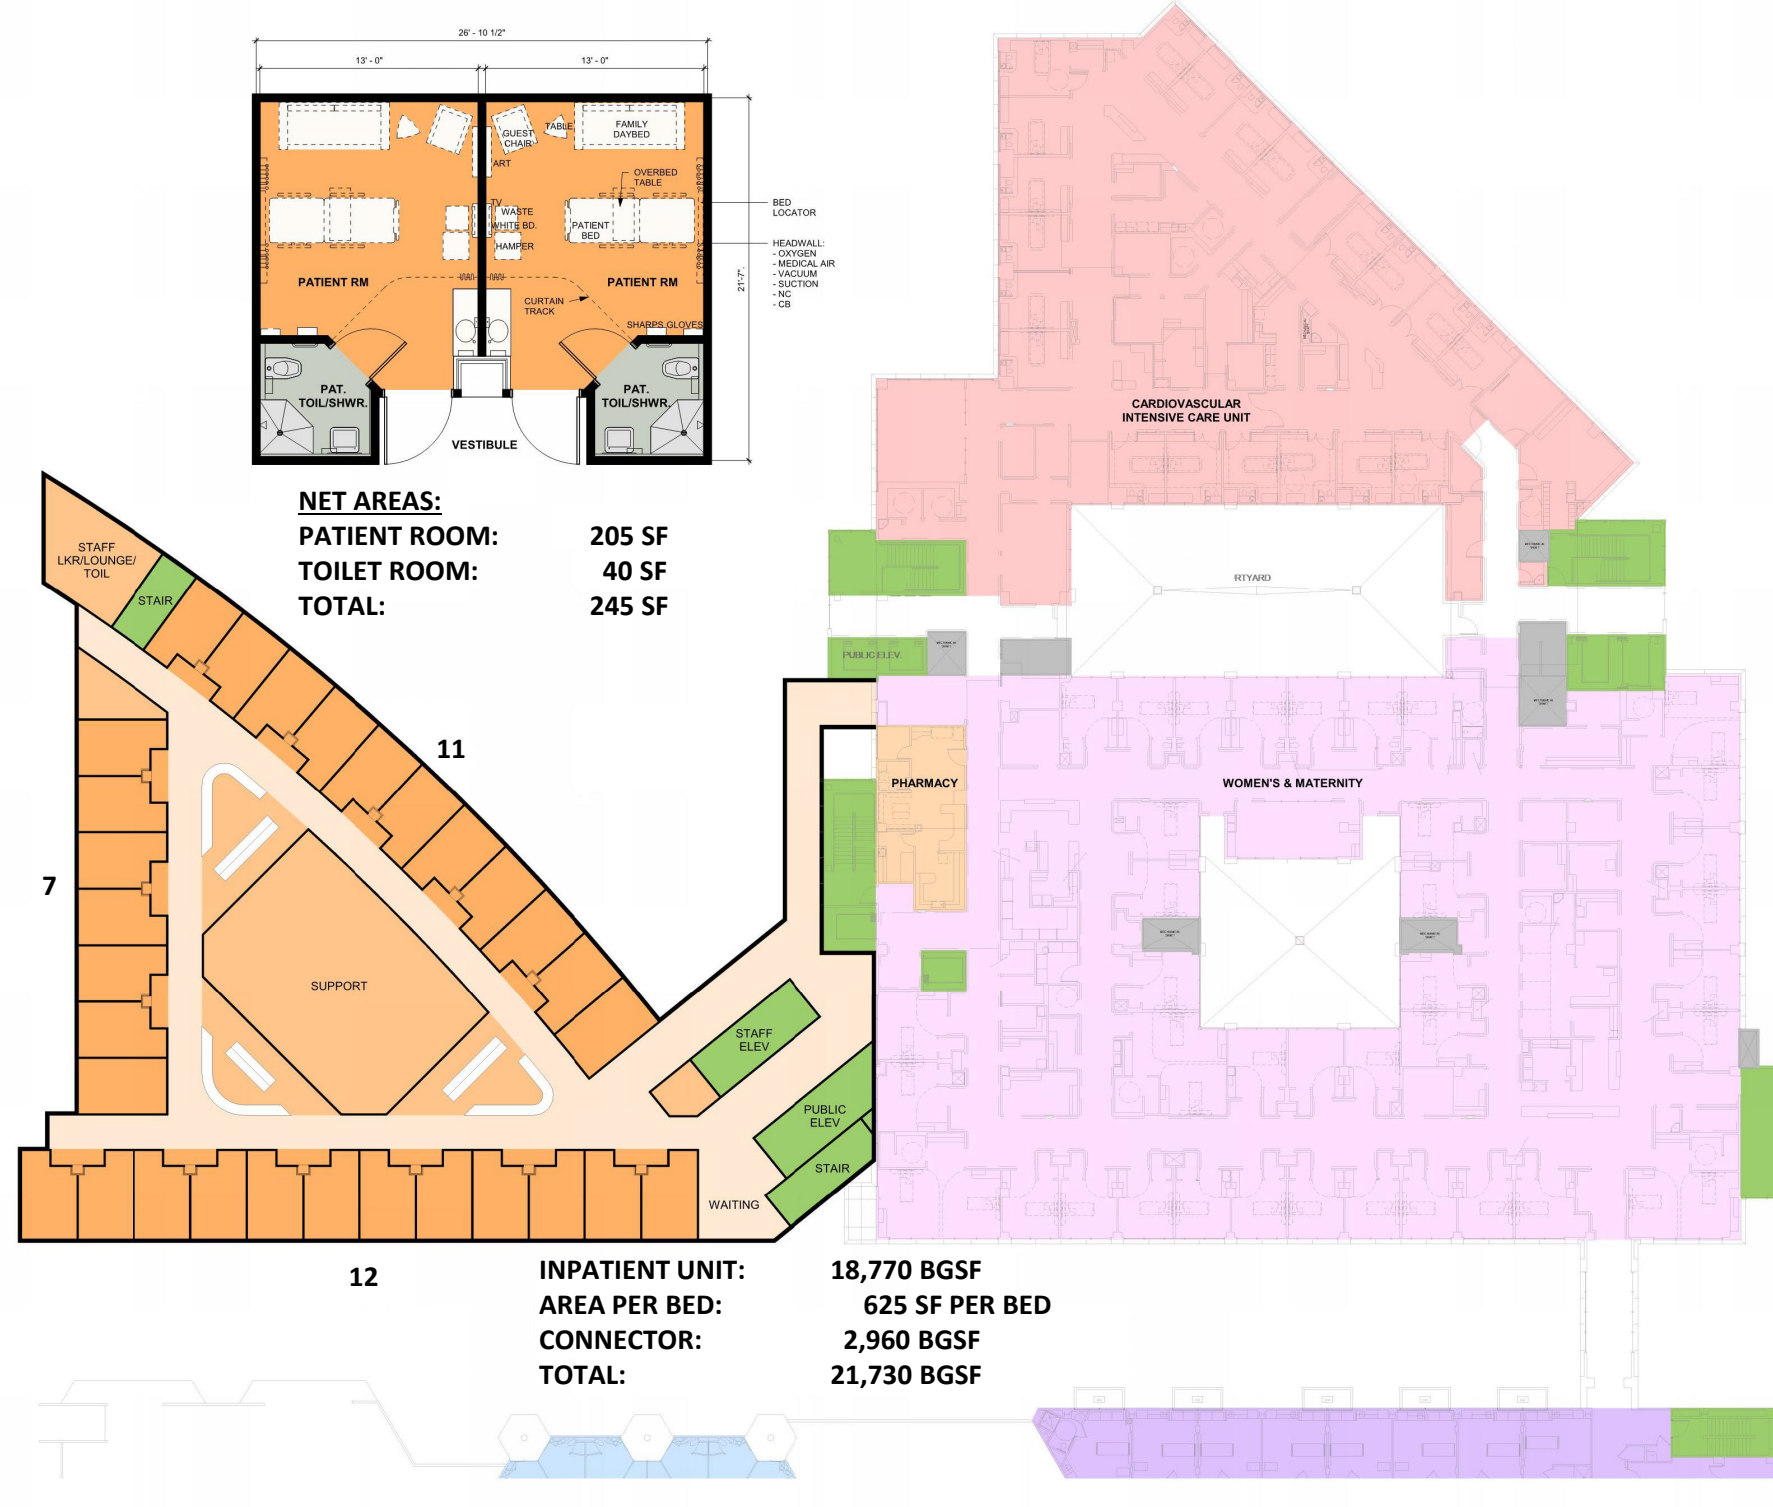 26' - 10 1/2"
13' - 0"
13' - 0"
GUEST
CHAIR
TABLE
FAMILY
DAYBED
ART
OVERBED
TABLE
TV
WASTE
WHITE BD.
HAMPER
PATIENT
BED
BED
LOCATOR
HEADWALL:
- OXYGEN
- MEDICAL AIR
- VACUUM
- SUCTION
- NC
- CB
21'-7".
PATIENT RM
PATIENT RM
CURTAIN
TRACK
SHARPS GLOVES
PAT.
TOIL/SHWR.
PAT.
TOIL/SHWR.
VESTIBULE
NET AREAS:
PATIENT ROOM: 205 SF
TOILET ROOM: 40 SF
TOTAL: 245 SF
CARDIOVASCULAR
INTENSIVE CARE UNIT
RTYARD
PUBLIC ELEV.
STAFF
LKR/LOUNGE/
TOIL
STAIR
11
7
SUPPORT
PHARMACY
WOMEN'S & MATERNITY
STAFF
ELEV
PUBLIC
ELEV
STAIR
WAITING
12
INPATIENT UNIT: 18,770 BGSF
AREA PER BED: 625 SF PER BED
CONNECTOR: 2,960 BGSF
TOTAL: 21,730 BGSF